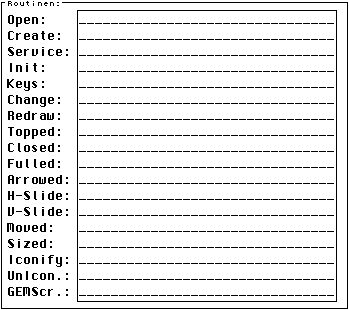 Routinen:
Open:
Create:
Service:
Init:
Keys:
Change:
Redraw:
Topped:
Closed:
Fulled:
Arrowed:
H-Slide:
V-Slide:
Moved:
Sized:
Iconify:
UnIcon.:
GEMScr.: